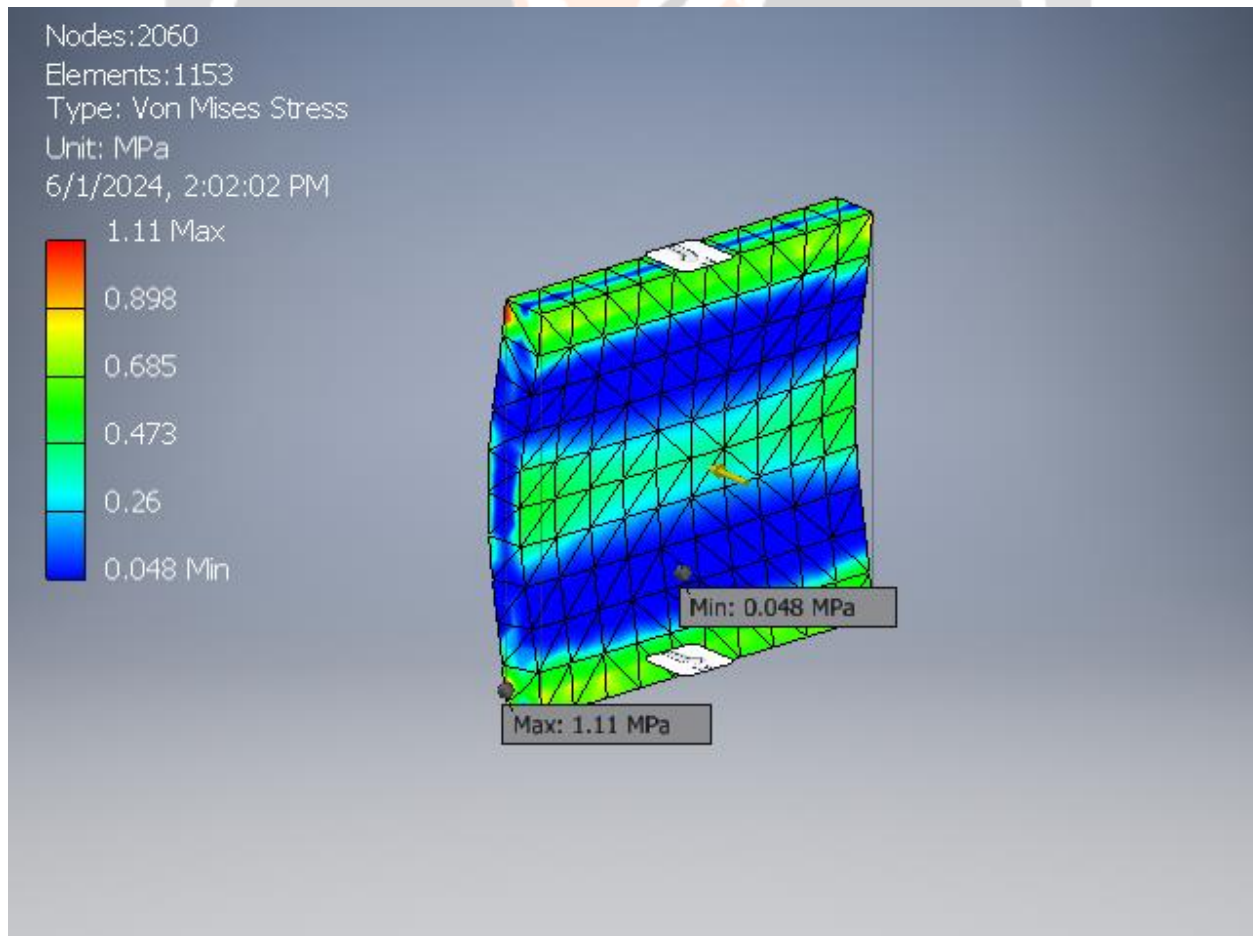 Nodes:2060
Elements:1153
Type: Von Mises Stress
Unit: MPa
6/1/2024, 2:02:02 PM
1.11 Max
0.898
0.685
0.473
0.26
0.048 Min
Min: 0.048 MPa
Max: 1.11 MPa